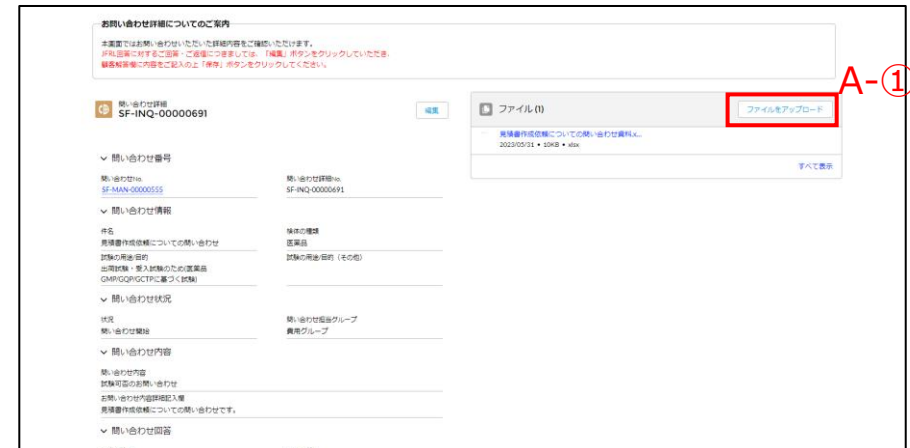 お問い合わせ詳細についてのご案内
本画面ではお問い合わせいただいた詳細内容をご確認いただけます。
JFRL回答に対するご回答・ご返信につきましては、「編集」ボタンをクリックしていただき、
顧客解答欄に内容をご記入の上「保存」ボタンをクリックしてください。
A-①
問い合わせ詳細
SF-INQ-00000691
編集
ファイル (1)
ファイルをアップロード
見積書作成依頼についての問い合わせ資料.x...
2023/05/31 • 10KB • xlsx
すべて表示
問い合わせ番号
問い合わせNo.
問い合わせ詳細No.
SF-MAN-00000555
SF-INQ-00000691
問い合わせ情報
件名
検体の種類
見積書作成依頼についての問い合わせ
医薬品
試験の用途/目的
試験の用途/目的（その他）
出荷試験・受入試験のため(医薬品
GMP/GQP/GCTPに基づく試験)
問い合わせ状況
状況
問い合わせ担当グループ
問い合わせ開始
費用グループ
問い合わせ内容
問い合わせ内容
試験可否のお問い合わせ
お問い合わせ内容詳細記入欄
見積書作成依頼についての問い合わせです。
問い合わせ回答